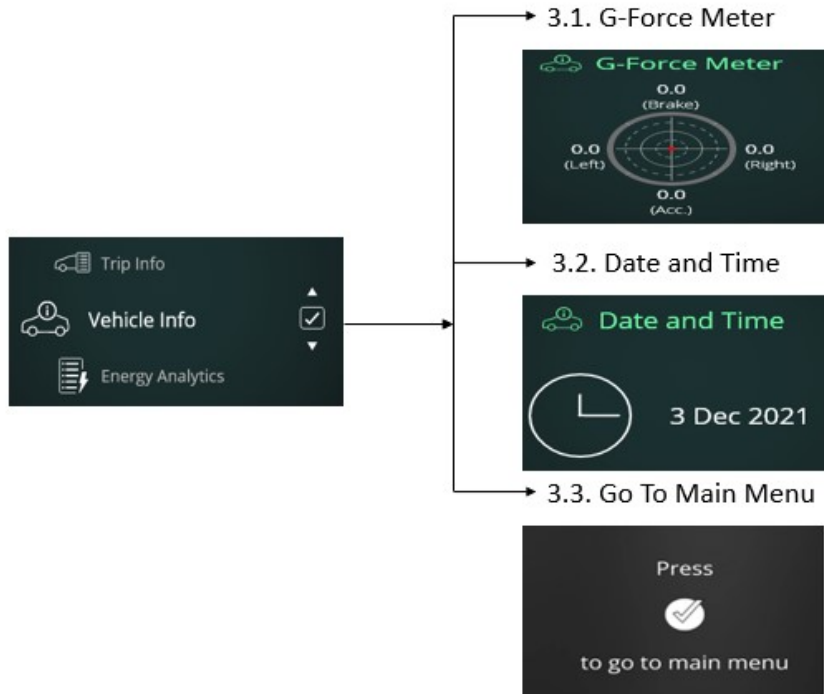 3.1. G-Force Meter
G-Force Meter
0.0
(Brake)
0.0
(Left)
0.0
(Right)
0.0
(Acc.)
Trip Info
Vehicle Info
Energy Analytics
3.2. Date and Time
Date and Time
3 Dec 2021
3.3. Go To Main Menu
Press
to go to main menu